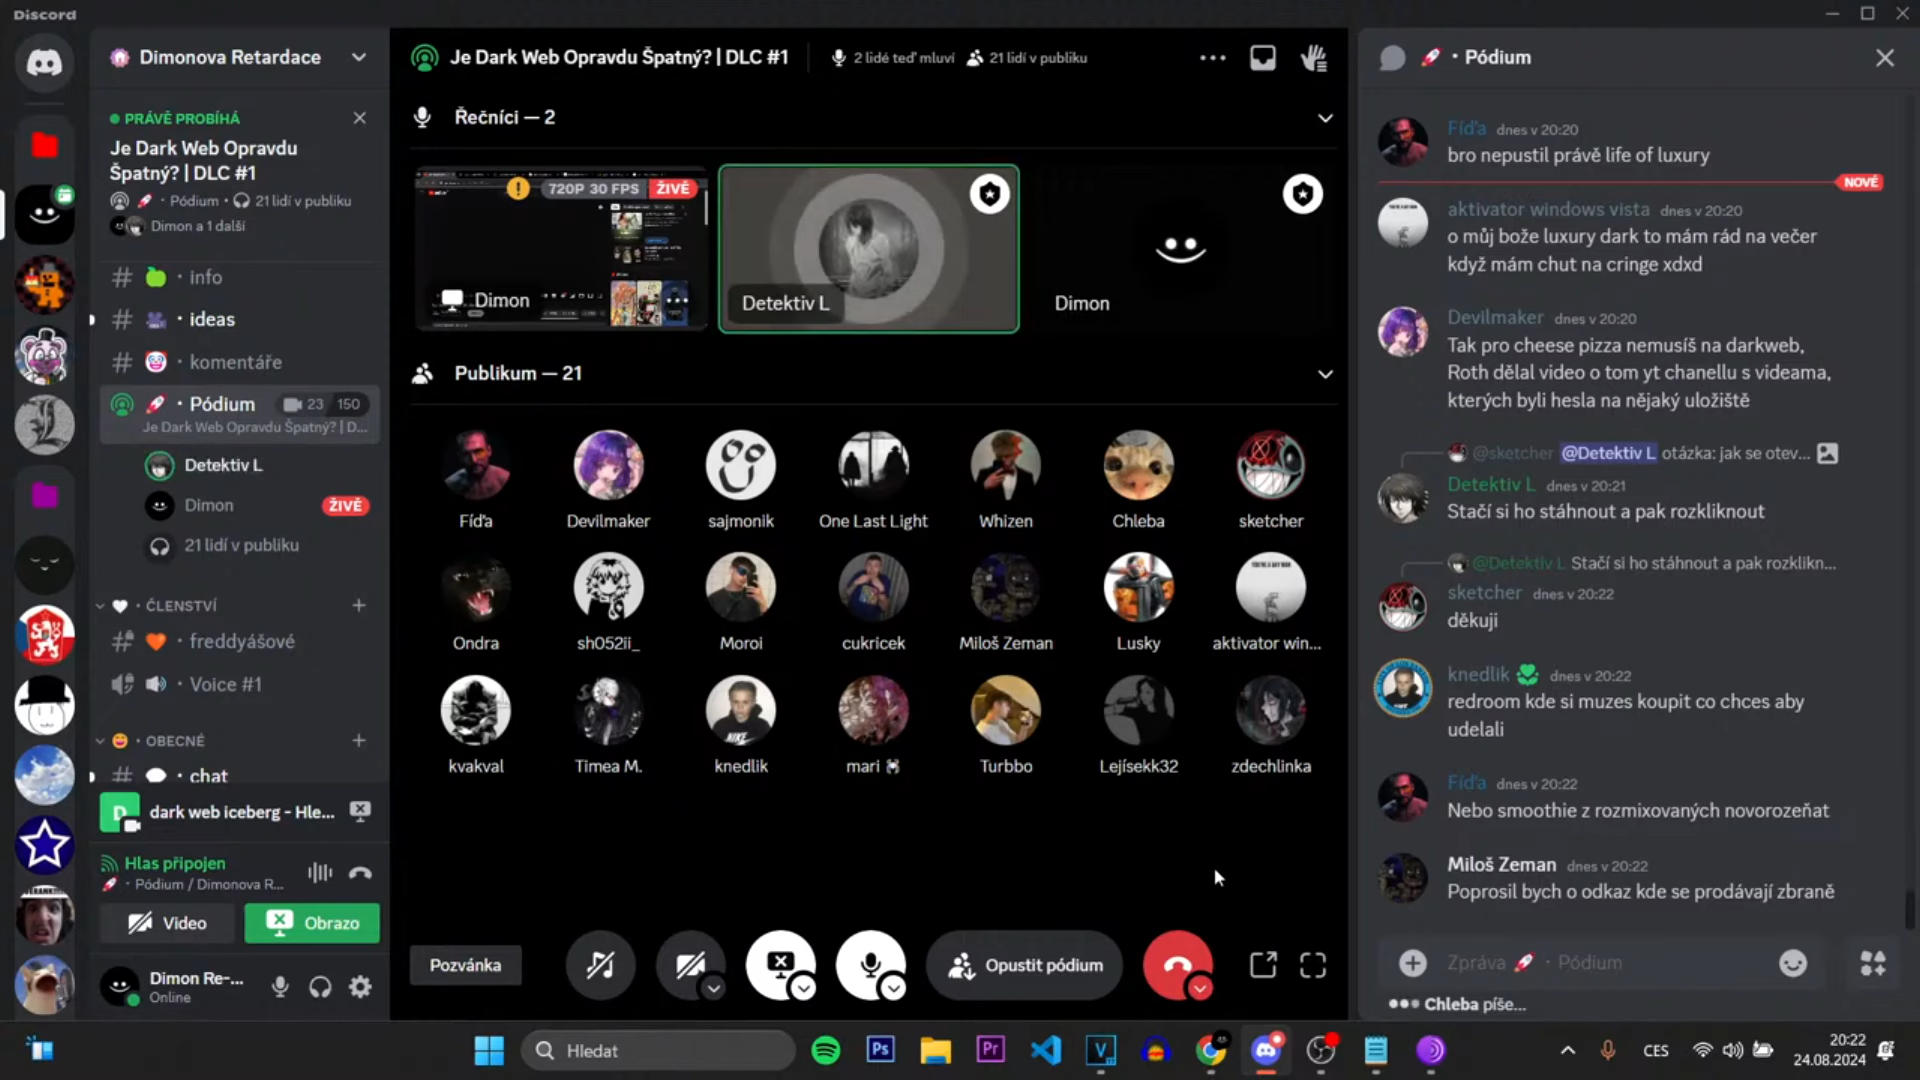 Discord
Dimonova Retardace
PRÁVĚ PROBÍHÁ
Je Dark Web Opravdu
Špatný? | DLC #1
Pódium • 21 lidí v publiku
Dimon a 1 další
# · info
# · ideas
# · komentáře
· Pódium 23 150
Je Dark Web Opravdu Špatný? | D...
Detektiv L
Dimon ŽIVĚ
21 lidí v publiku
· ČLENSTVÍ
# · freddyášové
· Voice #1
· OBECNÉ
# · chat
D
dark web iceberg - Hle...
Hlas připojen
· Pódium / Dimonova R...
Video
Obrazo
Dimon Re-...
Online
Je Dark Web Opravdu Špatný? | DLC #1
2 lidé teď mluví
21 lidí v publiku
Řečníci — 2
720P 30 FPS ŽIVĚ
Dimon
Detektiv L
Dimon
Publikum — 21
Fíďa
Devilmaker
sajmonik
One Last Light
Whizen
Chleba
sketcher
Ondra
sh052ii_
Moroi
cukricek
Miloš Zeman
Lusky
aktivator win...
kvakval
Timea M.
knedlik
mari
Turbbo
Lejísekk32
zdechlinka
Pozvánka
Opustit pódium
· Pódium
Fíďa dnes v 20:20
bro nepustil právě life of luxury
NOVÉ
aktivator windows vista dnes v 20:20
o můj bože luxury dark to mám rád na večer
když mám chut na cringe xdxd
Devilmaker dnes v 20:20
Tak pro cheese pizza nemusíš na darkweb,
Roth dělal video o tom yt chanellu s videama,
kterých byli hesla na nějaký uložiště
@sketcher @Detektiv L otázka: jak se otev...
Detektiv L dnes v 20:21
Stačí si ho stáhnout a pak rozkliknout
@Detektiv L Stačí si ho stáhnout a pak rozklikn...
sketcher dnes v 20:22
děkuji
knedlik dnes v 20:22
redroom kde si muzes koupit co chces aby
udelali
Fíďa dnes v 20:22
Nebo smoothie z rozmixovaných novorozeňat
Miloš Zeman dnes v 20:22
Poprosil bych o odkaz kde se prodávají zbraně
Zpráva · Pódium
Chleba píše...
Hledat
Ps
Pr
CES
20:22
24.08.2024